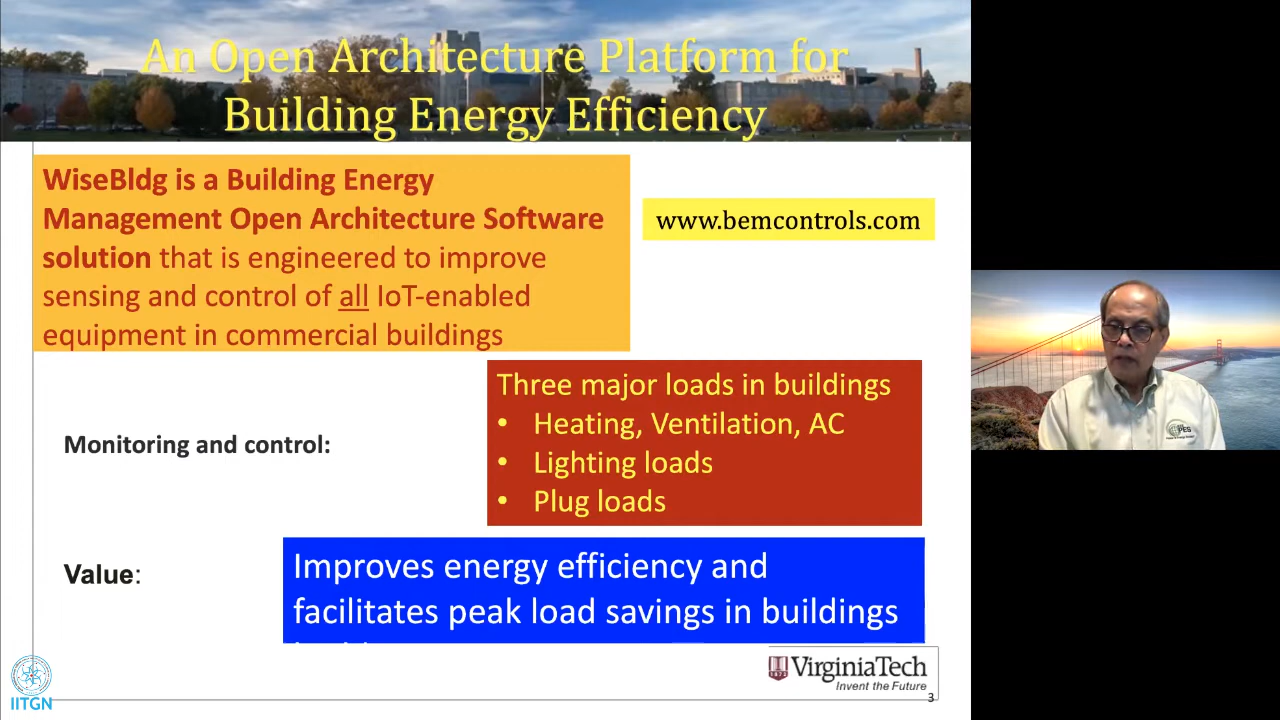 An Open Architecture Platform for
Building Energy Efficiency
WiseBldg is a Building Energy
Management Open Architecture Software
solution that is engineered to improve
sensing and control of all IoT-enabled
equipment in commercial buildings
www.bemcontrols.com
Three major loads in buildings
• Heating, Ventilation, AC
• Lighting loads
• Plug loads
Monitoring and control:
Value:
Improves energy efficiency and
facilitates peak load savings in buildings
VirginiaTech
1872
Invent the Future
3
IITGN
PES